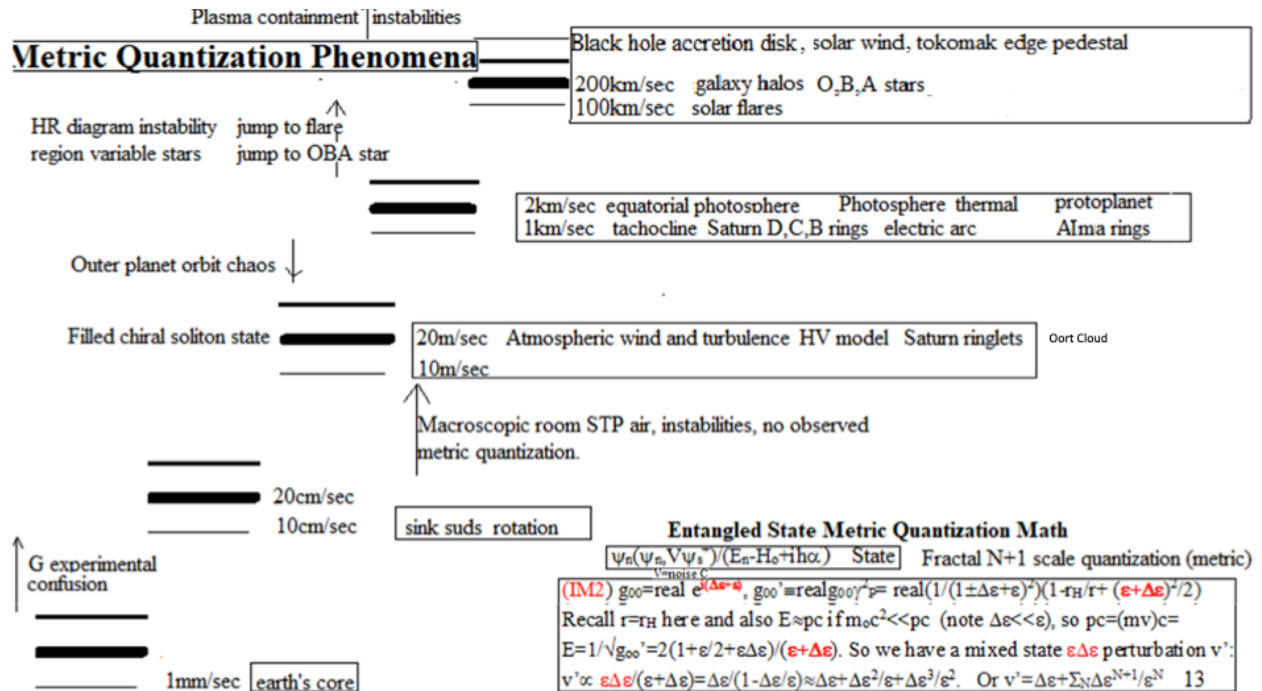 Plasma containment instabilities
Metric Quantization Phenomena
Black hole accretion disk, solar wind, tokomak edge pedestal
200km/sec galaxy halos O,B,A stars
100km/sec solar flares
HR diagram instability jump to flare
region variable stars jump to OBA star
2km/sec equatorial photosphere Photosphere thermal protoplanet
1km/sec tachocline Saturn D,C,B rings electric arc Alma rings
Outer planet orbit chaos
Filled chiral soliton state
20m/sec Atmospheric wind and turbulence HV model Saturn ringlets
Oort Cloud
10m/sec
Macroscopic room STP air, instabilities, no observed
metric quantization.
20cm/sec
10cm/sec
sink suds rotation
G experimental
confusion
1mm/sec earth's core
Entangled State Metric Quantization Math
ψₙ(ψₙ,Vψₛ*)/(Eₙ-Hₒ+ihα) State Fractal N+1 scale quantization (metric)
V=noise C
(IM2) g₀₀=real e^i(Δε+ε), g₀₀'≡realg₀₀γ²ₚ= real(1/(1±Δε+ε)²)(1-r_H/r+ (ε+Δε)²/2)
Recall r=r_H here and also E≈pc if mₒc²<<pc (note Δε<<ε), so pc=(mv)c=
E=1/√g₀₀'=2(1+ε/2+εΔε)/(ε+Δε). So we have a mixed state εΔε perturbation v':
v'∝ εΔε/(ε+Δε)=Δε/(1-Δε/ε)≈Δε+Δε²/ε+Δε³/ε². Or v'=Δε+Σ_NΔε^N+1/ε^N 13